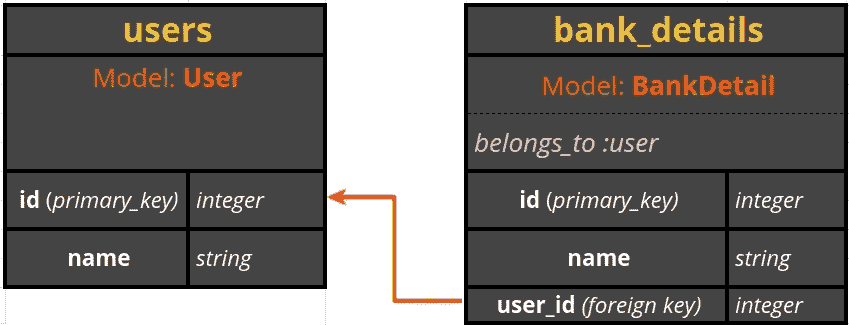 users
Model: User
id (primary_key) integer
name string
bank_details
Model: BankDetail
belongs_to :user
id (primary_key) integer
name string
user_id (foreign key) integer